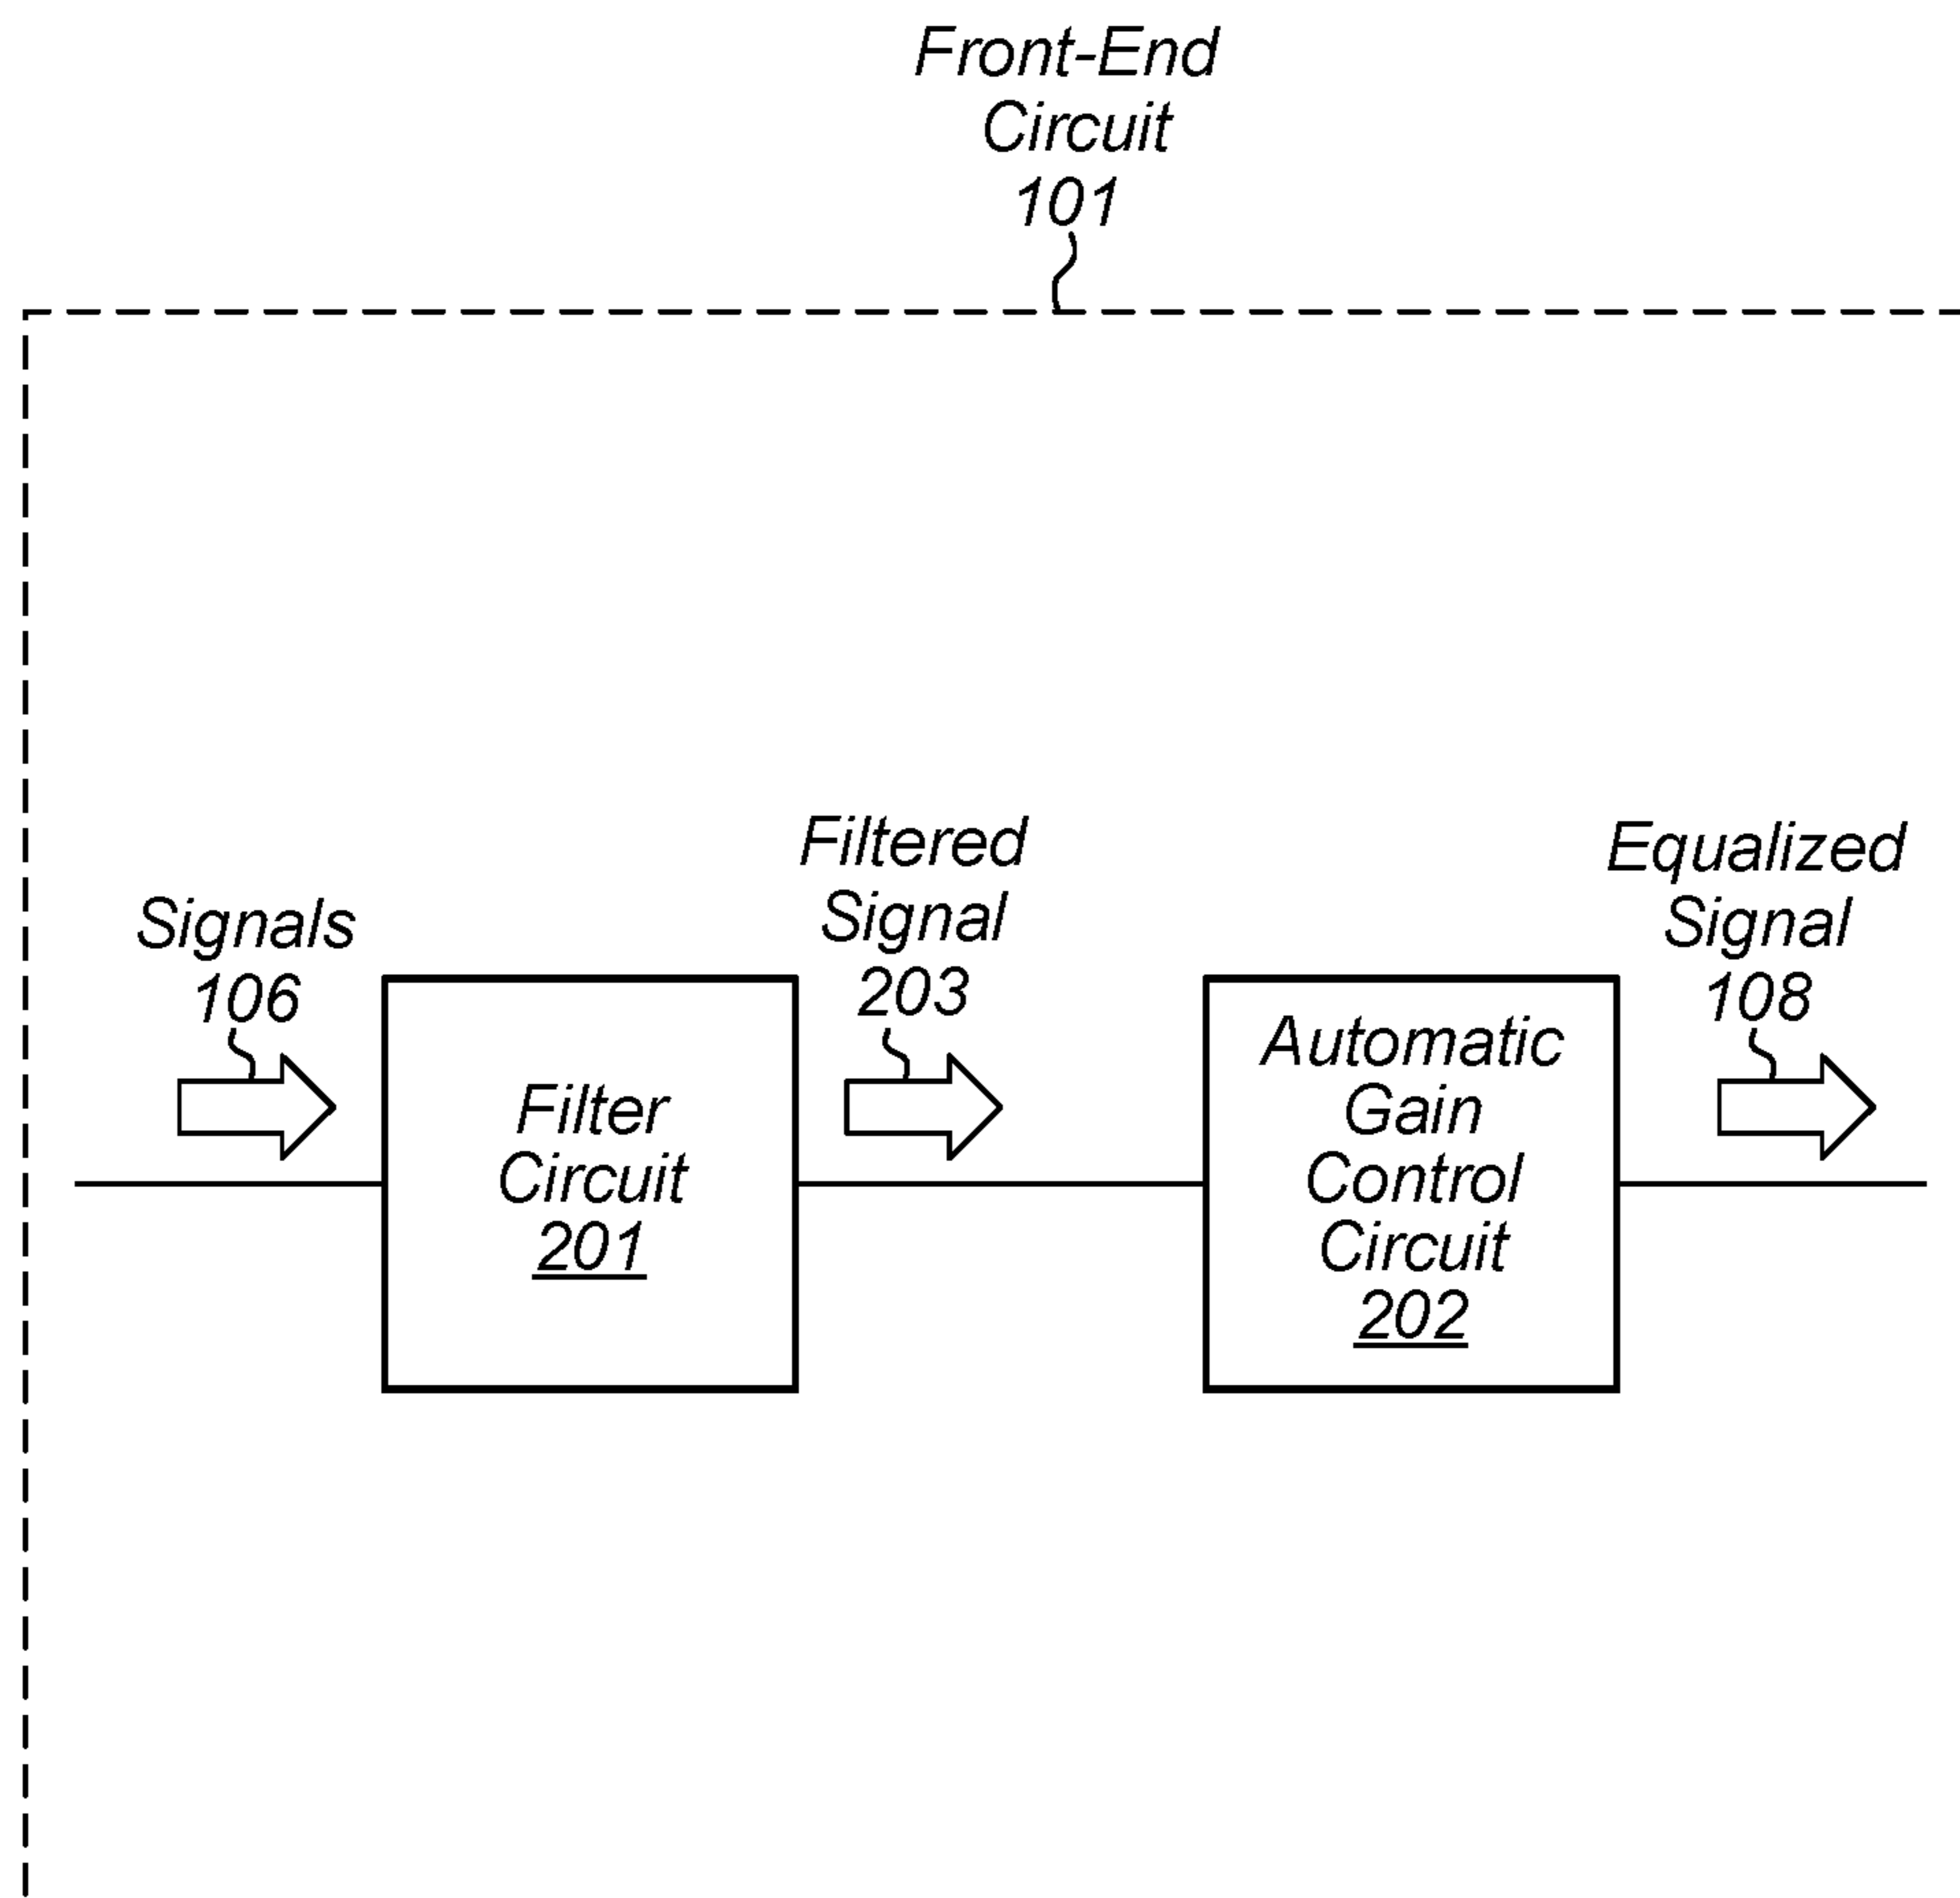 Front-End
Circuit
101
Signals
106
Filter
Circuit
201
Filtered
Signal
203
Automatic
Gain
Control
Circuit
202
Equalized
Signal
108